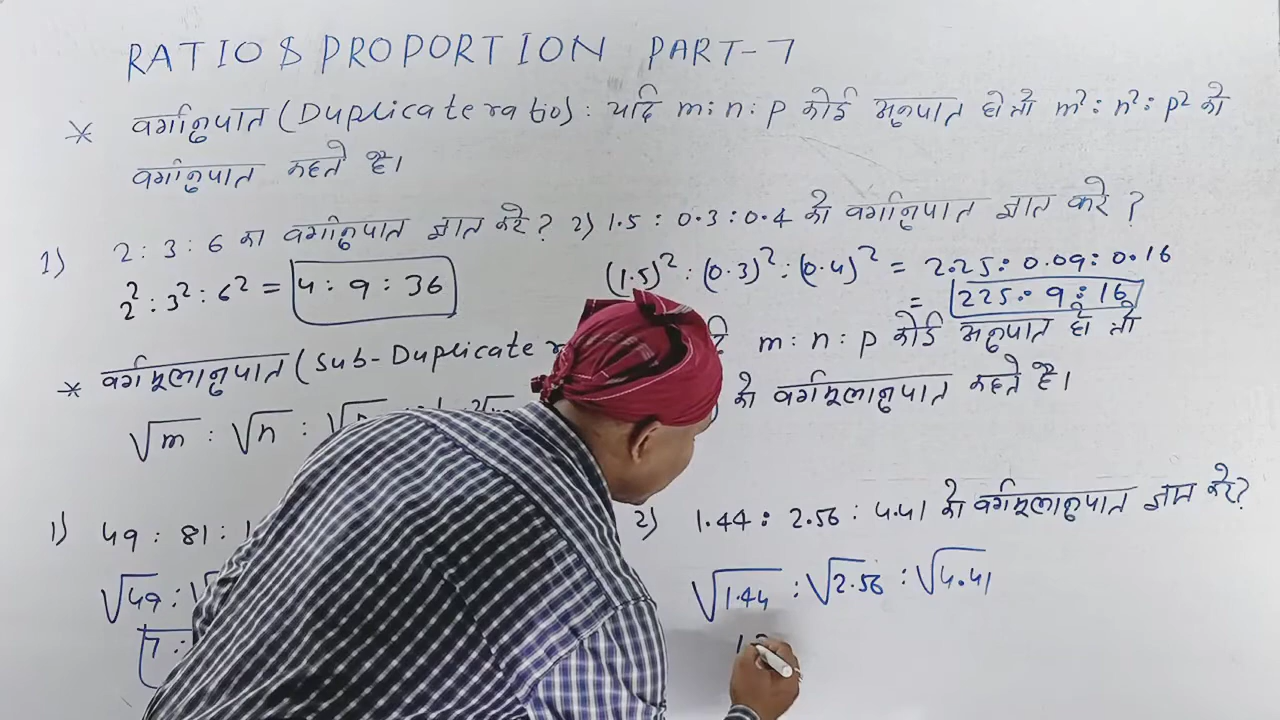 RATIO & PROPORTION PART-7
* वर्गानुपात (Duplicate ratio): यदि m:n:p कोई अनुपात हो तो m²:n²:p² को
वर्गानुपात कहते है।
1) 2:3:6 का वर्गानुपात ज्ञात करे? 2) 1.5:0.3:0.4 को वर्गानुपात ज्ञात करे?
2²:3²:6² = 4:9:36 (1.5)²:(0.3)²:(0.4)² = 2.25:0.09:0.16
= 225:9:16
* वर्गमूलानुपात (Sub-Duplicate m:n:p कोई अनुपात हो तो
√m:√n: को वर्गमूलानुपात कहते है।
1) 49:81: 2) 1.44:2.56:4.41 को वर्गमूलानुपात ज्ञात करे?
√49: √1.44:√2.56:√4.41
7: